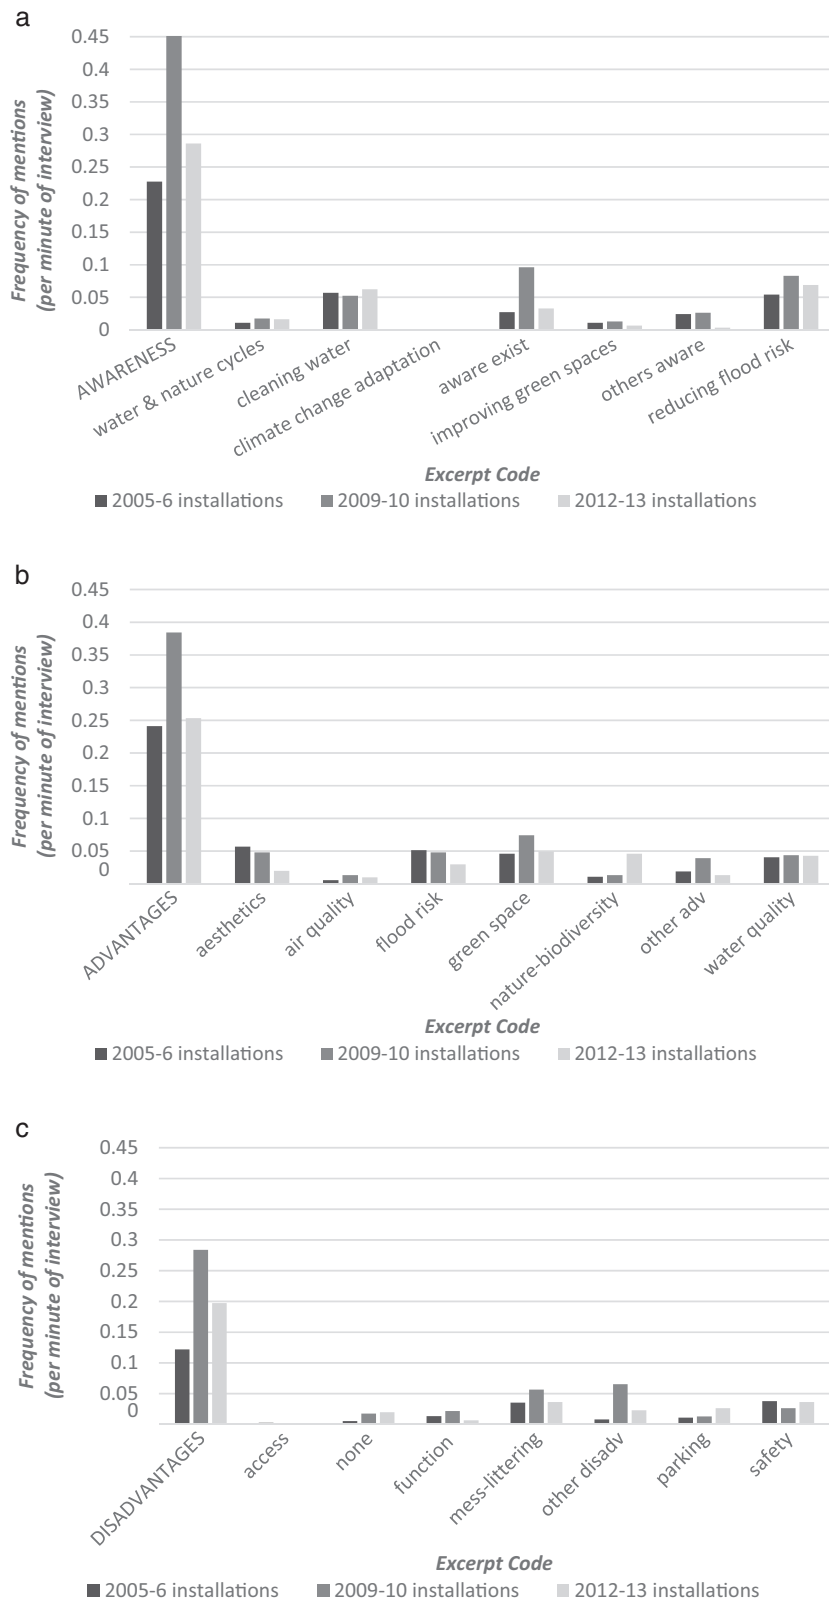 a
Frequency of mentions
(per minute of interview)
0.45
0.4
0.35
0.3
0.25
0.2
0.15
0.1
0.05
0
AWARENESS
water & nature cycles
cleaning water
climate change adaptation
aware exist
improving green spaces
others aware
reducing flood risk
Excerpt Code
2005-6 installations 2009-10 installations 2012-13 installations
b
Frequency of mentions
(per minute of interview)
0.45
0.4
0.35
0.3
0.25
0.2
0.15
0.1
0.05
0
ADVANTAGES
aesthetics
air quality
flood risk
green space
nature-biodiversity
other adv
water quality
Excerpt Code
2005-6 installations 2009-10 installations 2012-13 installations
c
Frequency of mentions
(per minute of interview)
0.45
0.4
0.35
0.3
0.25
0.2
0.15
0.1
0.05
0
DISADVANTAGES
access
none
function
mess-littering
other disadv
parking
safety
Excerpt Code
2005-6 installations 2009-10 installations 2012-13 installations